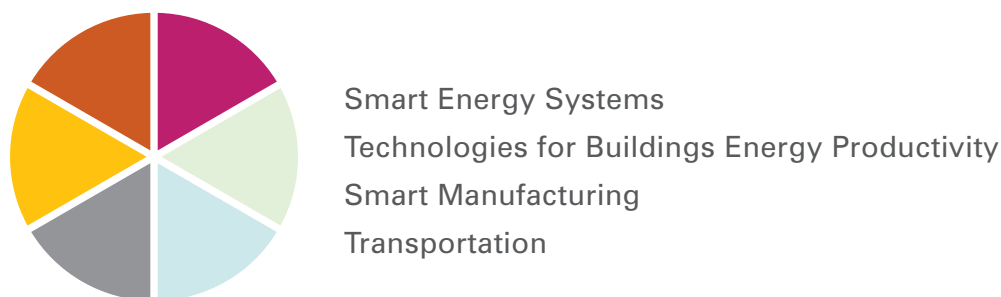 Smart Energy Systems
Technologies for Buildings Energy Productivity
Smart Manufacturing
Transportation